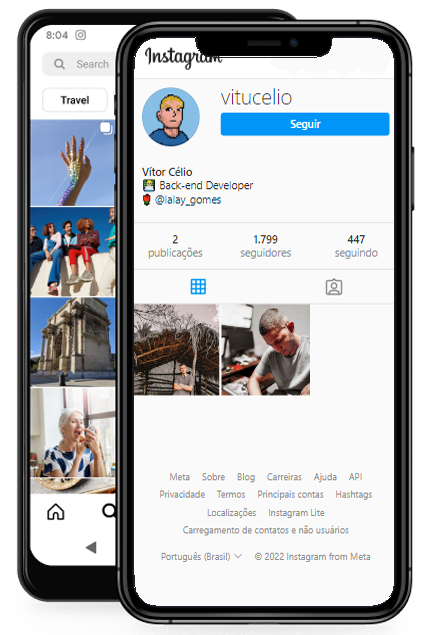 8:04
Search
Travel
Instagram
vitucelio
Seguir
Vítor Célio
Back-end Developer
@lalay_gomes
2 1.799 447
publicações seguidores seguindo
Meta Sobre Blog Carreiras Ajuda API
Privacidade Termos Principais contas Hashtags
Localizações Instagram Lite
Carregamento de contatos e não usuários
Português (Brasil) © 2022 Instagram from Meta